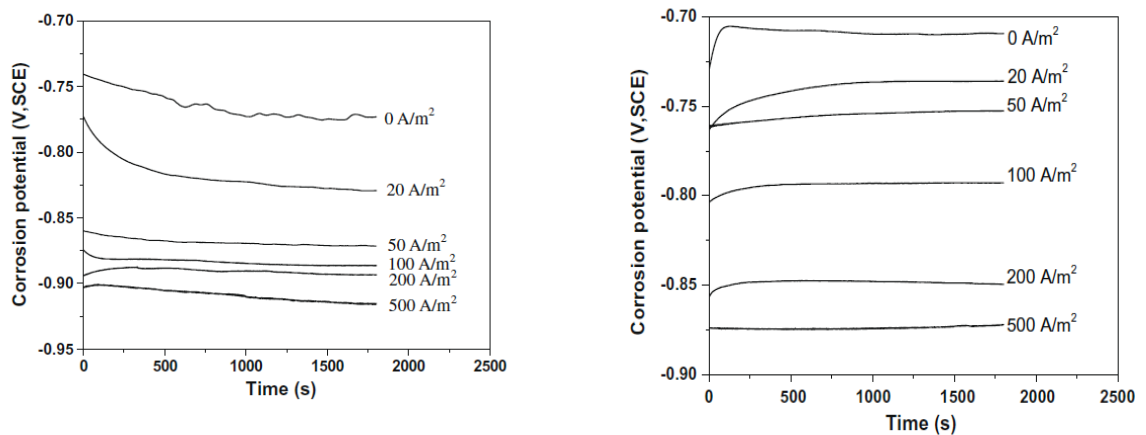 Corrosion potential (V,SCE)
-0.70
-0.75
-0.80
-0.85
-0.90
-0.95
0 A/m²
20 A/m²
50 A/m²
100 A/m²
200 A/m²
500 A/m²
0 500 1000 1500 2000 2500
Time (s)
Corrosion potential (V,SCE)
-0.70
-0.75
-0.80
-0.85
-0.90
0 A/m²
20 A/m²
50 A/m²
100 A/m²
200 A/m²
500 A/m²
0 500 1000 1500 2000 2500
Time (s)